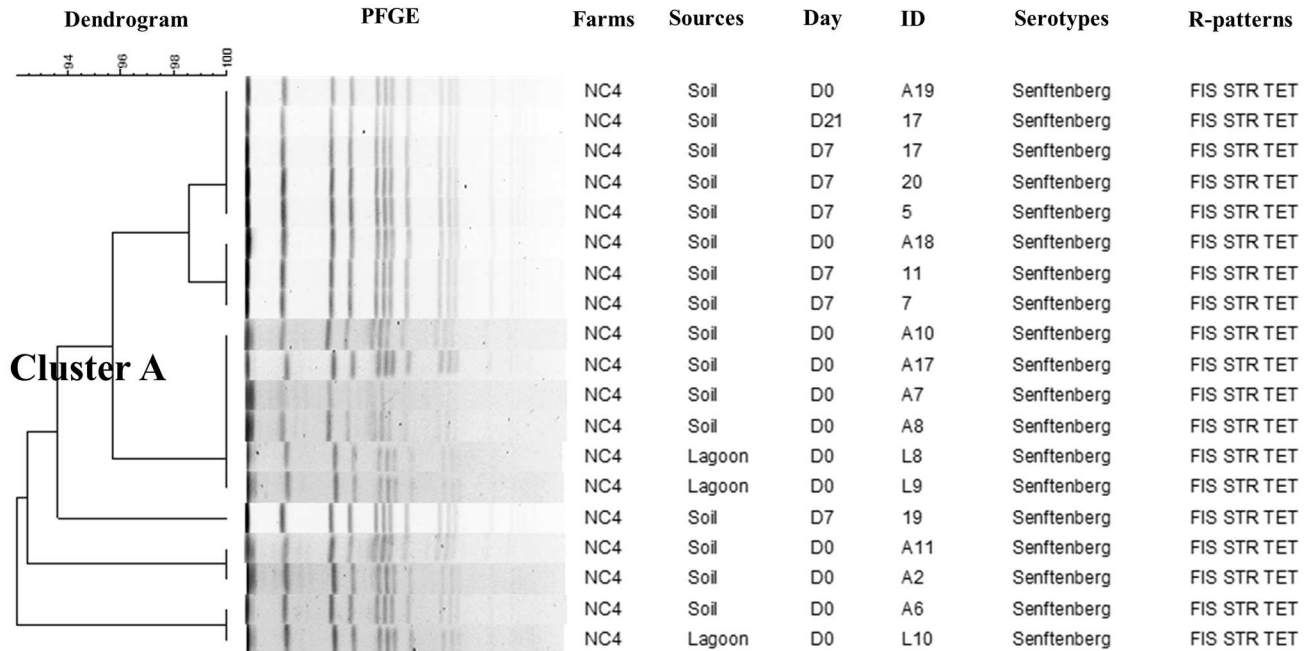 Dendrogram PFGE Farms Sources Day ID Serotypes R-patterns
94 96 98 100
NC4 Soil D0 A19 Senftenberg FIS STR TET
NC4 Soil D21 17 Senftenberg FIS STR TET
NC4 Soil D7 17 Senftenberg FIS STR TET
NC4 Soil D7 20 Senftenberg FIS STR TET
NC4 Soil D7 5 Senftenberg FIS STR TET
NC4 Soil D0 A18 Senftenberg FIS STR TET
NC4 Soil D7 11 Senftenberg FIS STR TET
NC4 Soil D7 7 Senftenberg FIS STR TET
NC4 Soil D0 A10 Senftenberg FIS STR TET
Cluster A NC4 Soil D0 A17 Senftenberg FIS STR TET
NC4 Soil D0 A7 Senftenberg FIS STR TET
NC4 Soil D0 A8 Senftenberg FIS STR TET
NC4 Lagoon D0 L8 Senftenberg FIS STR TET
NC4 Lagoon D0 L9 Senftenberg FIS STR TET
NC4 Soil D7 19 Senftenberg FIS STR TET
NC4 Soil D0 A11 Senftenberg FIS STR TET
NC4 Soil D0 A2 Senftenberg FIS STR TET
NC4 Soil D0 A6 Senftenberg FIS STR TET
NC4 Lagoon D0 L10 Senftenberg FIS STR TET